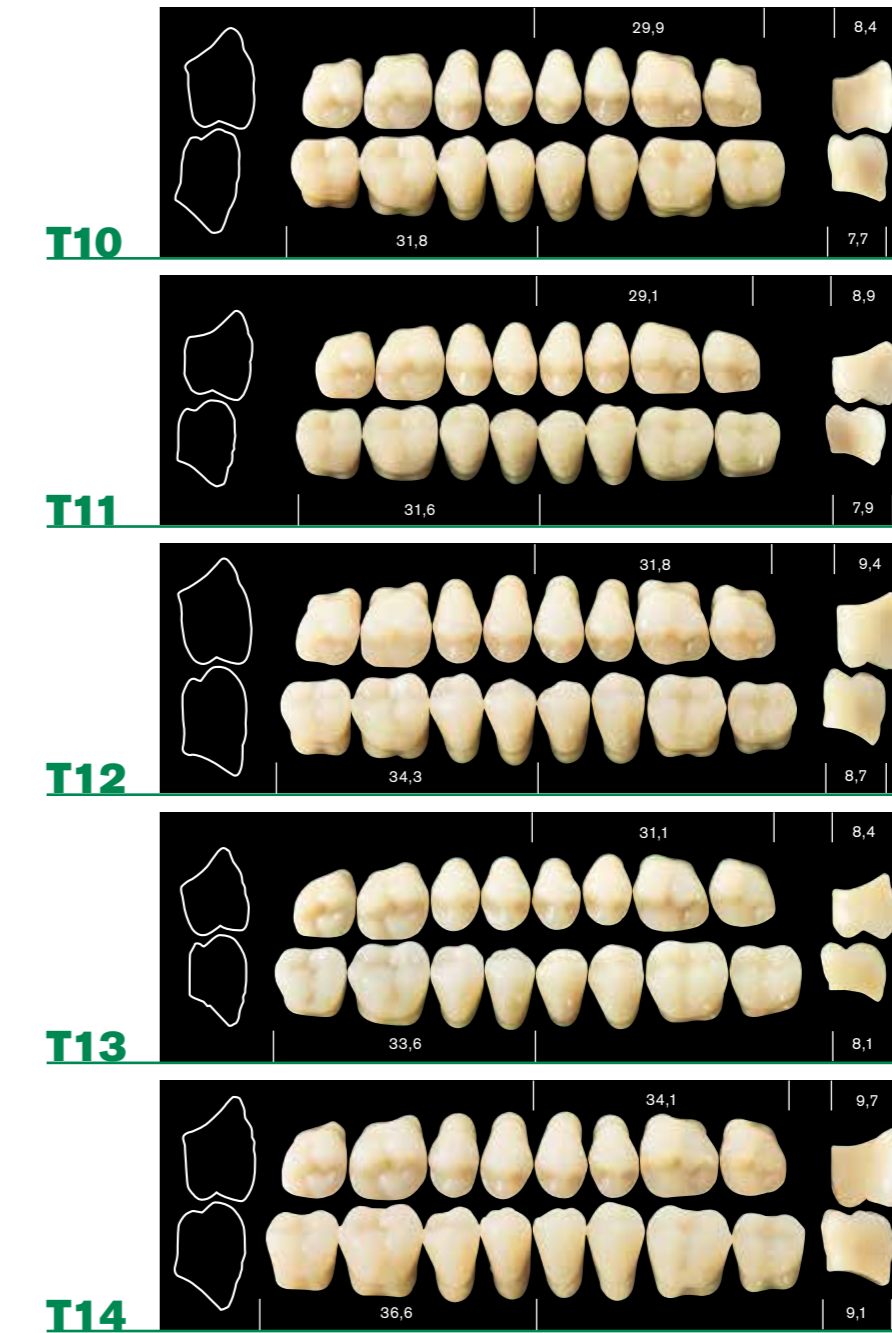 29,9 8,4
T10 31,8 7,7
29,1 8,9
T11 31,6 7,9
31,8 9,4
T12 34,3 8,7
31,1 8,4
T13 33,6 8,1
34,1 9,7
T14 36,6 9,1